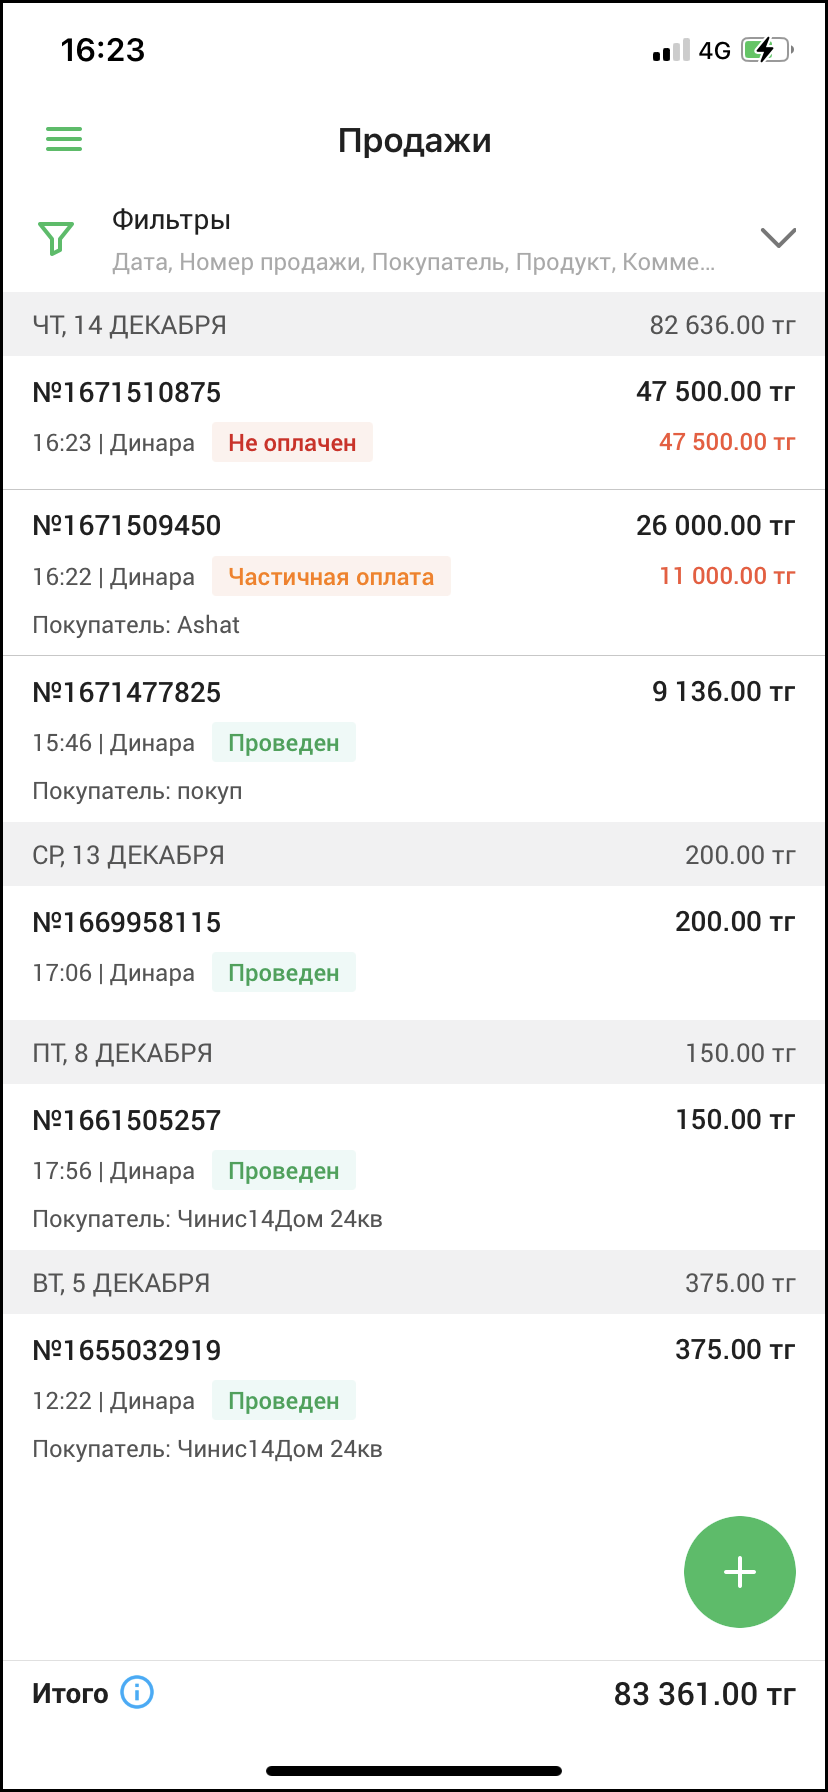 16:23 4G
Продажи
Фильтры
Дата, Номер продажи, Покупатель, Продукт, Комме...
ЧТ, 14 ДЕКАБРЯ 82 636.00 тг
№1671510875 47 500.00 тг
16:23 | Динара Не оплачен 47 500.00 тг
№1671509450 26 000.00 тг
16:22 | Динара Частичная оплата 11 000.00 тг
Покупатель: Ashat
№1671477825 9 136.00 тг
15:46 | Динара Проведен
Покупатель: покуп
СР, 13 ДЕКАБРЯ 200.00 тг
№1669958115 200.00 тг
17:06 | Динара Проведен
ПТ, 8 ДЕКАБРЯ 150.00 тг
№1661505257 150.00 тг
17:56 | Динара Проведен
Покупатель: Чинис14Дом 24кв
ВТ, 5 ДЕКАБРЯ 375.00 тг
№1655032919 375.00 тг
12:22 | Динара Проведен
Покупатель: Чинис14Дом 24кв
Итого 83 361.00 тг